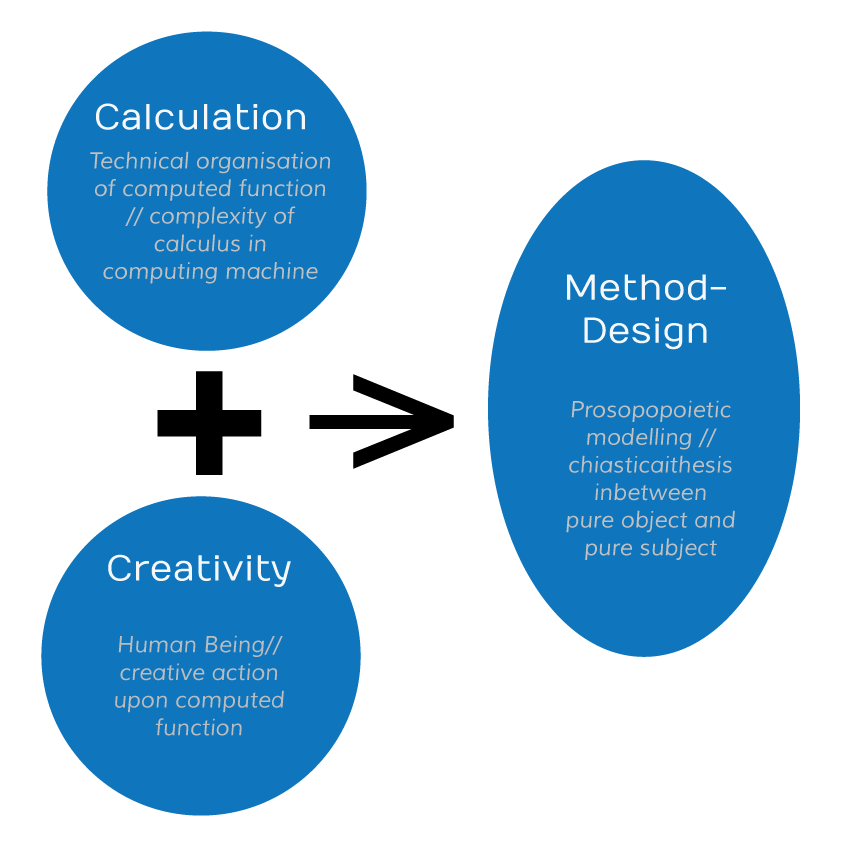 Calculation
Technical organisation
of computed function
// complexity of
calculus in
computing machine
+
Creativity
Human Being//
creative action
upon computed
function
Method-
Design
Prosopopoietic
modelling //
chiasticaithesis
inbetween
pure object and
pure subject